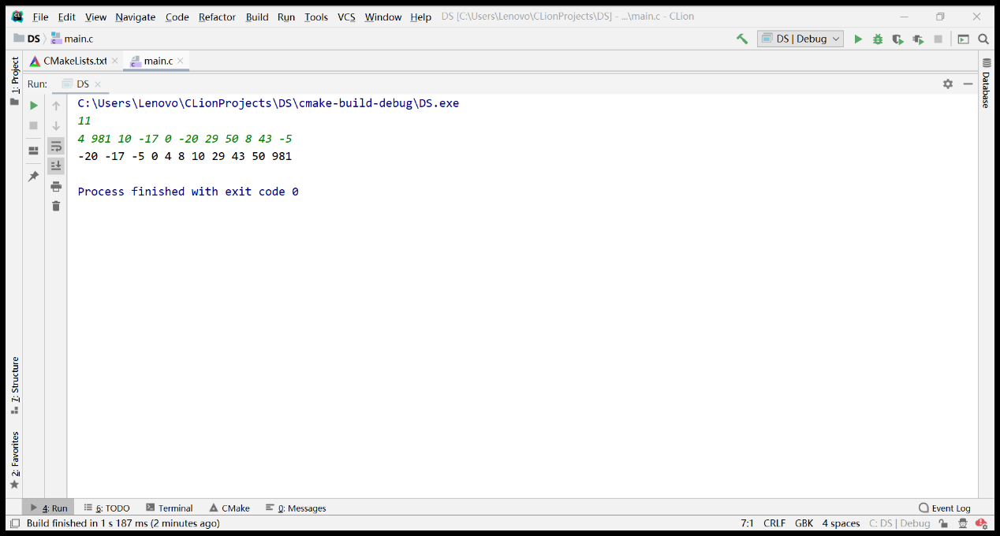 File Edit View Navigate Code Refactor Build Run Tools VCS Window Help DS [C:\Users\Lenovo\CLionProjects\DS] - ...\main.c - CLion
DS main.c DS | Debug
CMakeLists.txt main.c
1: Project
Run: DS
Database
C:\Users\Lenovo\CLionProjects\DS\cmake-build-debug\DS.exe
11
4 981 10 -17 0 -20 29 50 8 43 -5
-20 -17 -5 0 4 8 10 29 43 50 981
Process finished with exit code 0
7: Structure
2: Favorites
4: Run 6: TODO Terminal CMake 0: Messages Event Log
Build finished in 1 s 187 ms (2 minutes ago) 7:1 CRLF GBK 4 spaces C: DS | Debug